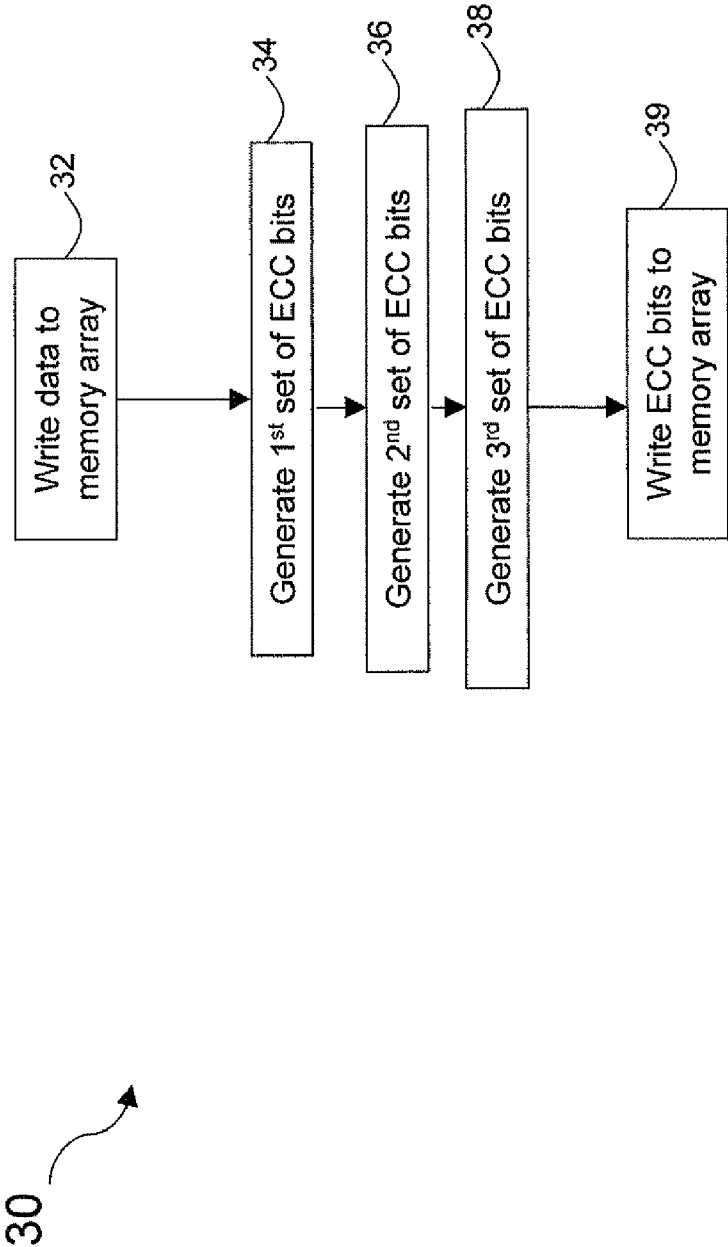 30
Write data to
memory array
32
Generate 1st set of ECC bits
34
Generate 2nd set of ECC bits
36
Generate 3rd set of ECC bits
38
Write ECC bits to
memory array
39